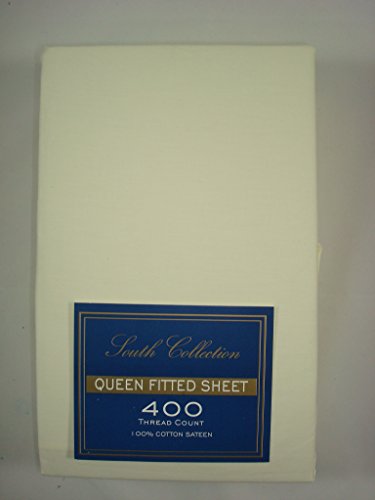 South Collection
QUEEN FITTED SHEET
400
THREAD COUNT
100% COTTON SATEEN